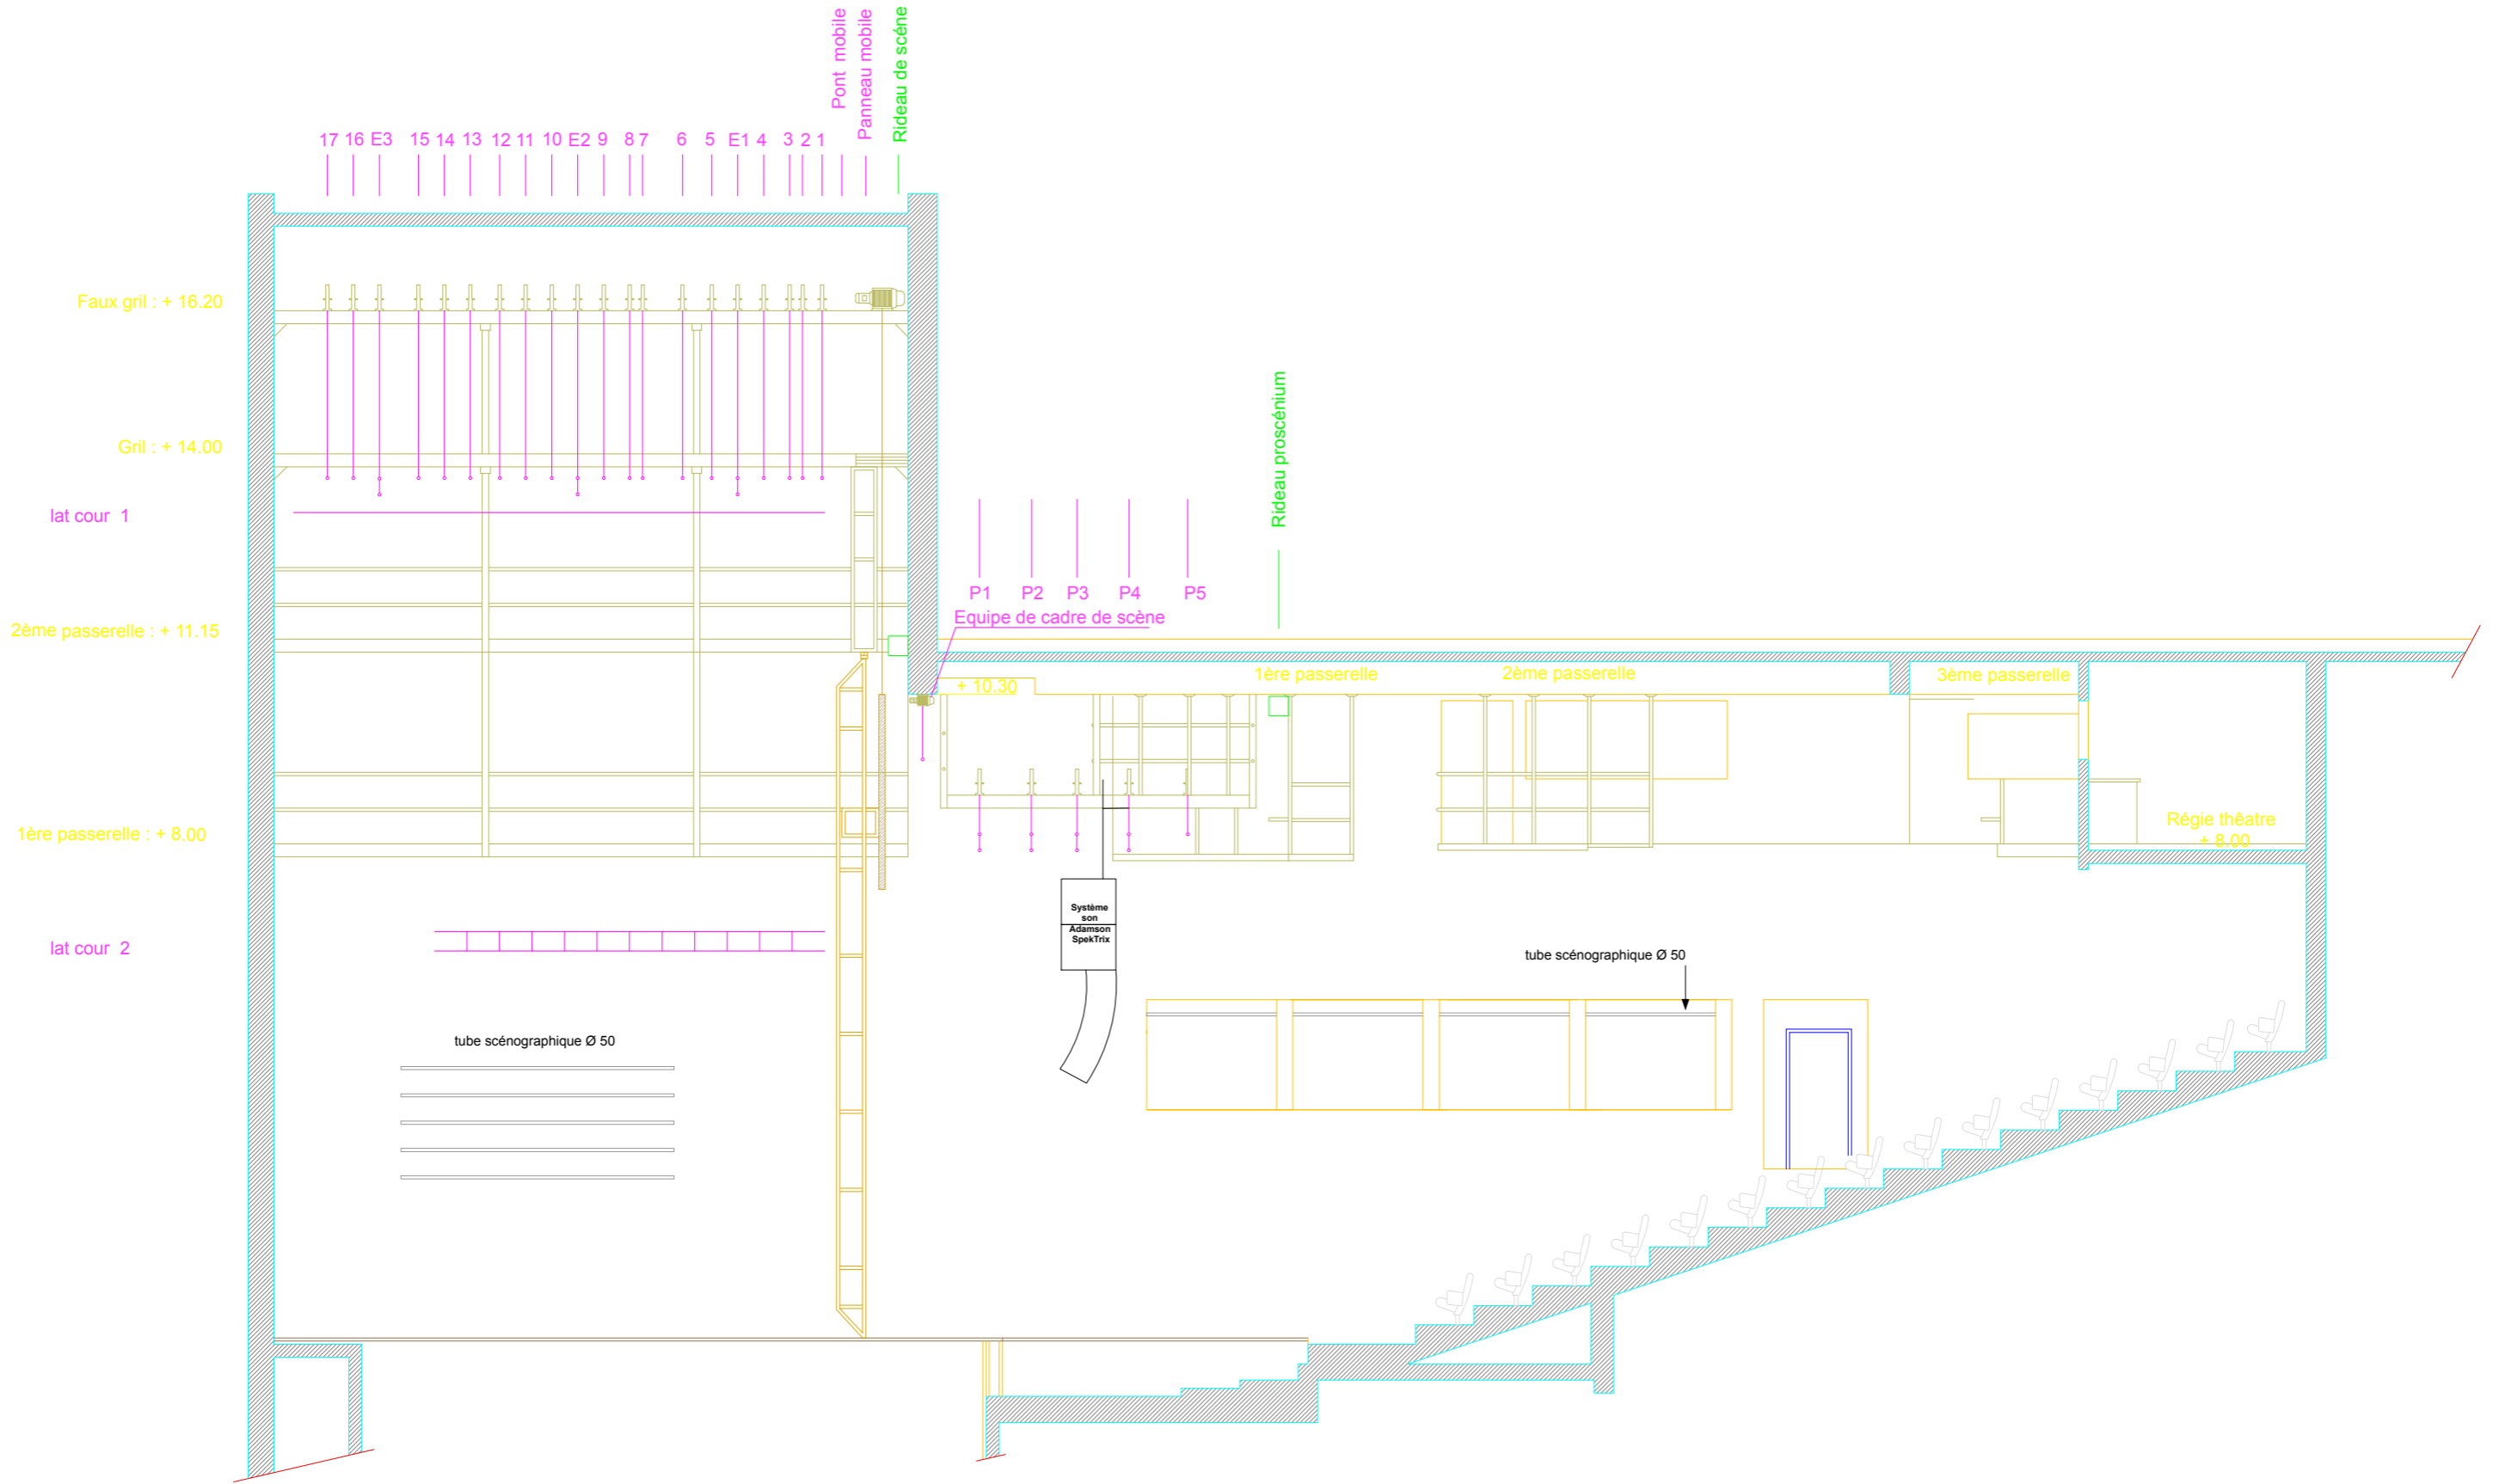 Pont  mobile
Panneau mobile
Rideau de scéne
17 16 E3 15 14 13 12 11 10 E2 9 8 7 6 5 E1 4 3 2 1
Faux gril : + 16.20
Gril : + 14.00
lat cour  1
2ème passerelle : + 11.15
1ère passerelle : + 8.00
lat cour  2
Rideau proscénium
P1 P2 P3 P4 P5
Equipe de cadre de scène
+ 10.30
1ère passerelle
2ème passerelle
3ème passerelle
Régie thêatre
+ 8.00
Système
son
Adamson
SpekTrix
tube scénographique Ø 50
tube scénographique Ø 50